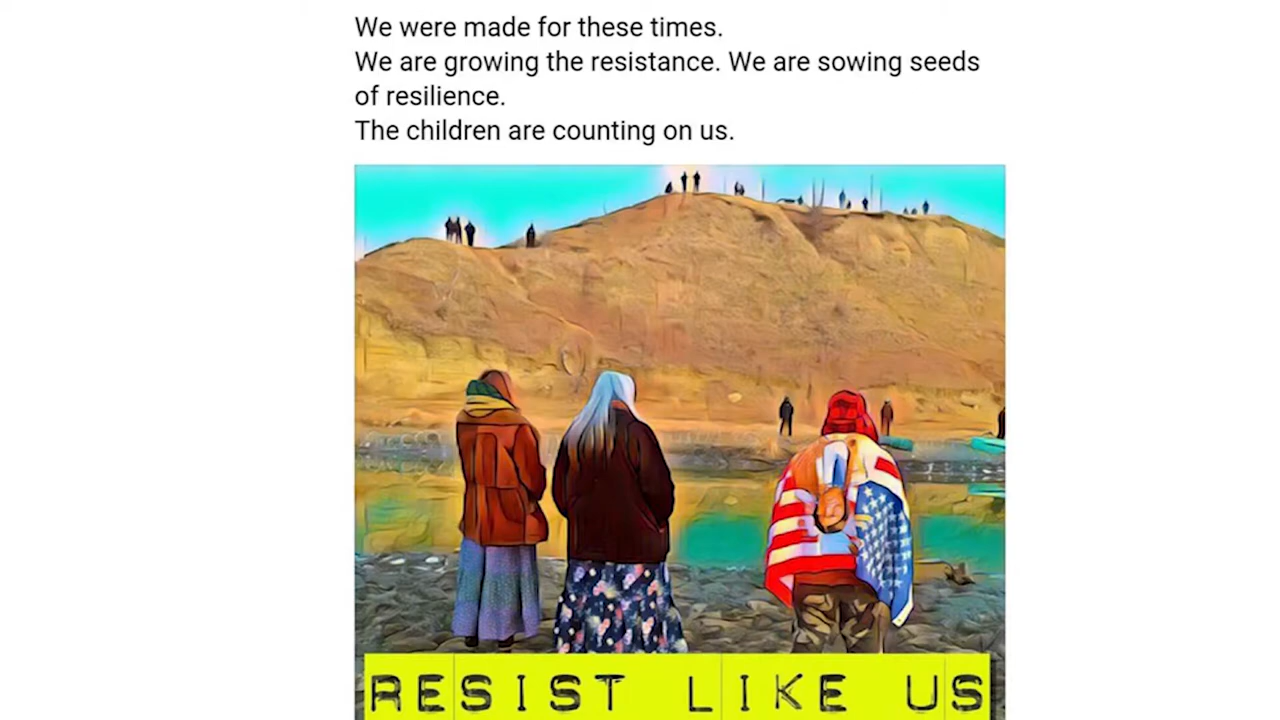 We were made for these times.
We are growing the resistance. We are sowing seeds
of resilience.
The children are counting on us.
RESIST LIKE US